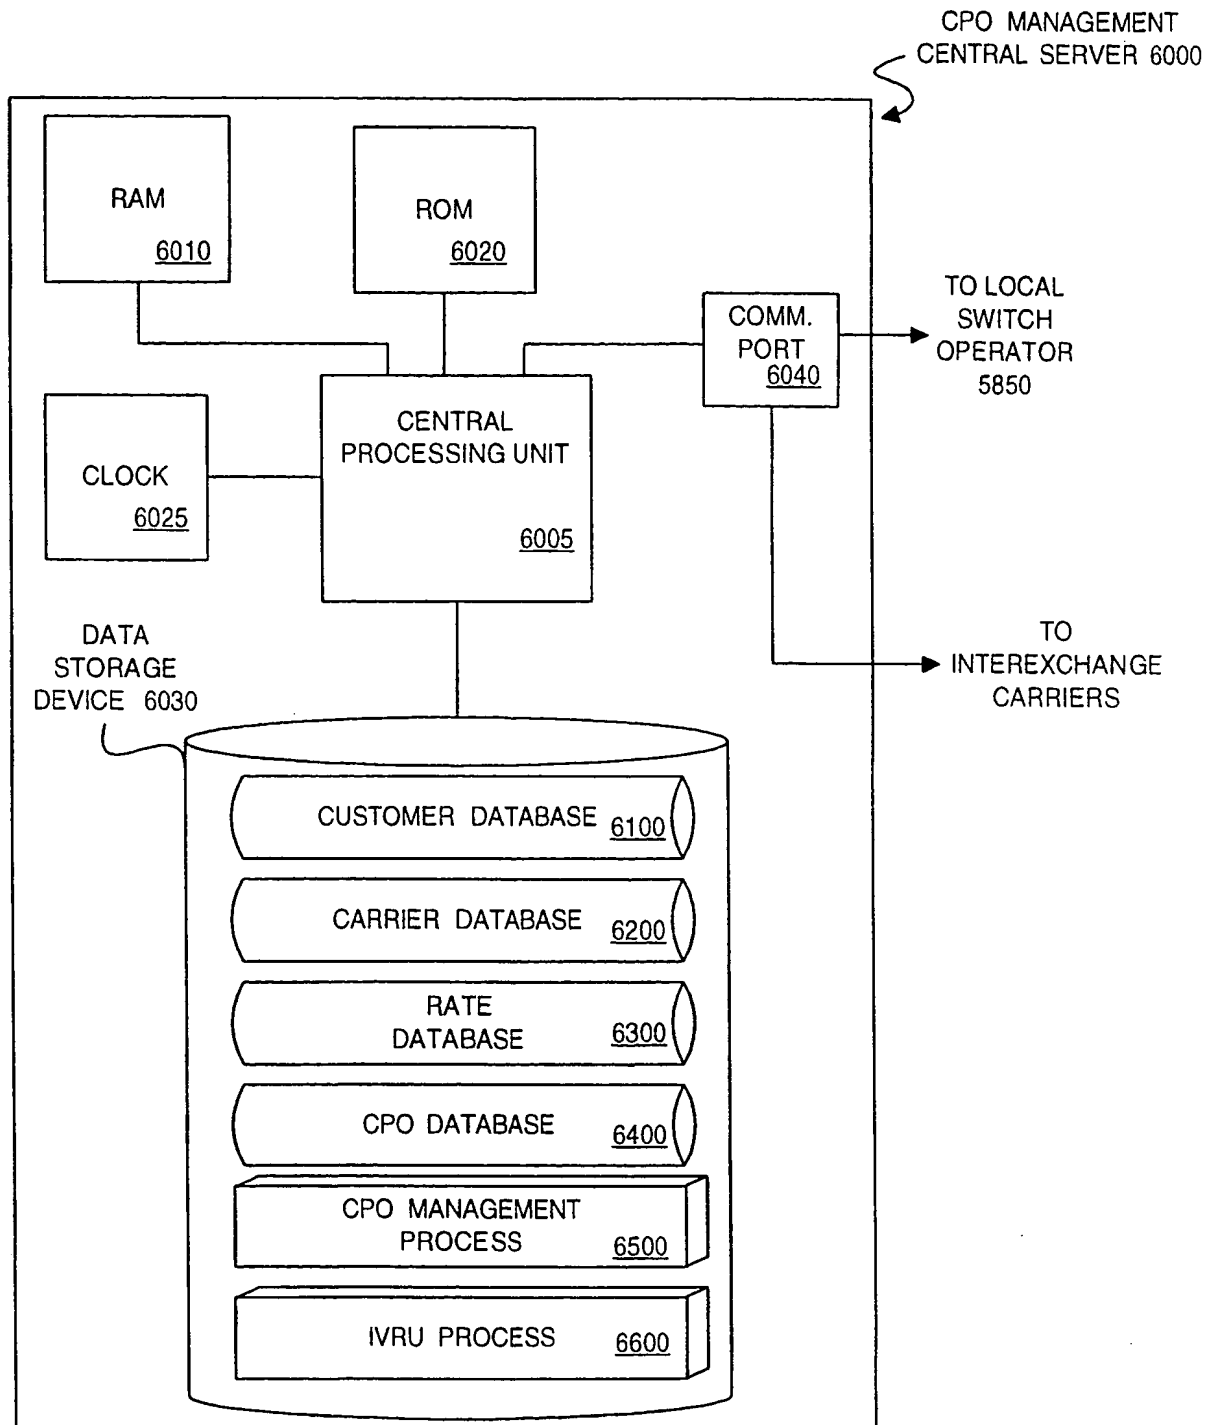 CPO MANAGEMENT
CENTRAL SERVER 6000
RAM
6010
ROM
6020
COMM.
PORT
6040
TO LOCAL
SWITCH
OPERATOR
5850
CENTRAL
PROCESSING UNIT
6005
CLOCK
6025
DATA
STORAGE
DEVICE 6030
TO
INTEREXCHANGE
CARRIERS
CUSTOMER DATABASE 6100
CARRIER DATABASE 6200
RATE
DATABASE 6300
CPO DATABASE 6400
CPO MANAGEMENT
PROCESS 6500
IVRU PROCESS 6600